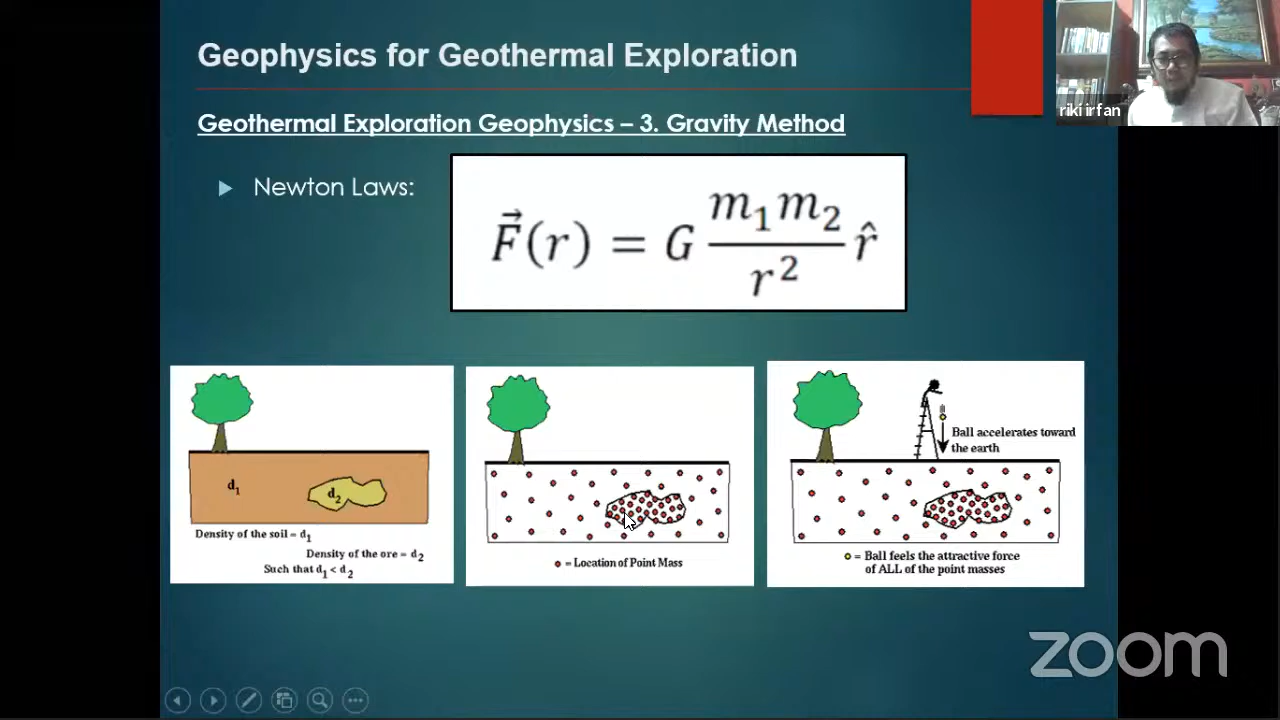 Geophysics for Geothermal Exploration
riki irfan
Geothermal Exploration Geophysics – 3. Gravity Method
Newton Laws:
F⃗(r) = G m₁m₂/r² r̂
d₁
d₂
Density of the soil = d₁
Density of the ore = d₂
Such that d₁ < d₂
= Location of Point Mass
Ball accelerates toward
the earth
= Ball feels the attractive force
of ALL of the point masses
zoom